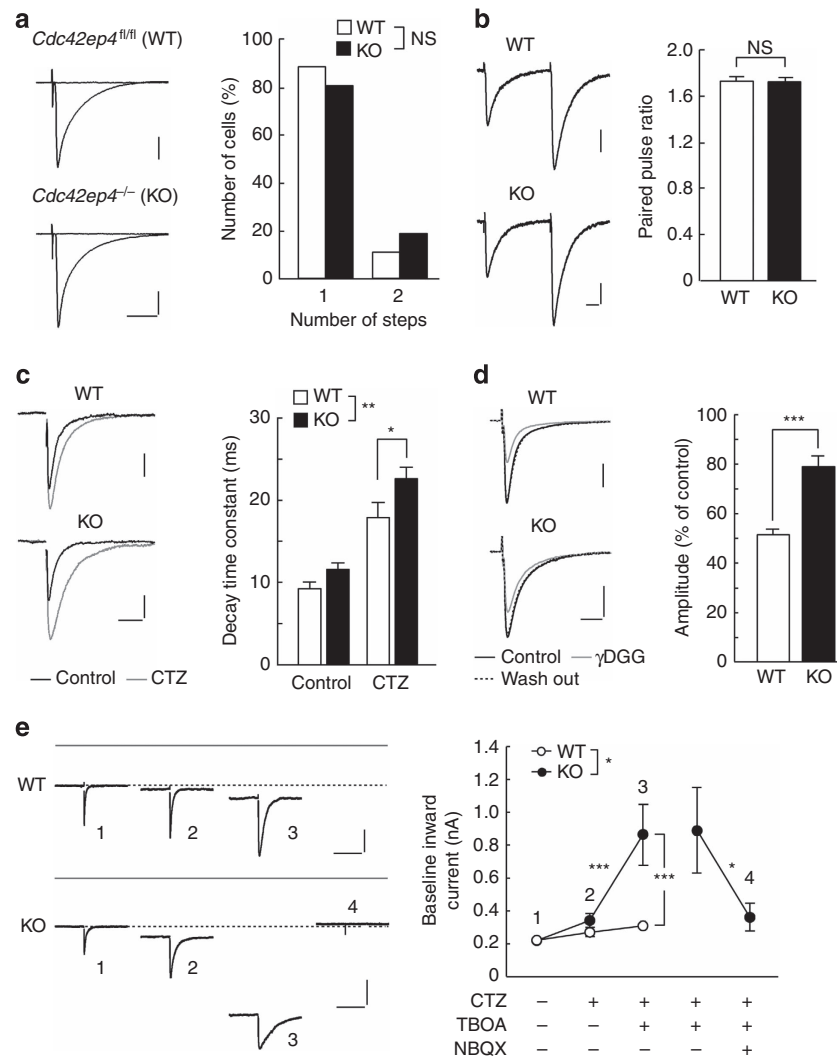 a
Cdc42ep4 fl/fl (WT)
Cdc42ep4 –/– (KO)
Number of cells (%)
100
80
60
40
20
0
WT
KO
NS
1 2
Number of steps
b
WT
KO
Paired pulse ratio
2.0
1.6
1.2
0.8
0.4
0
NS
WT KO
c
WT
KO
Control CTZ
Decay time constant (ms)
30
20
10
0
WT
KO
**
*
Control CTZ
d
WT
KO
Control γDGG
Wash out
Amplitude (% of control)
100
80
60
40
20
0
***
WT KO
e
WT
1 2 3
KO
1 2 3 4
Baseline inward
current (nA)
1.4
1.2
1.0
0.8
0.6
0.4
0.2
0
WT
KO
*
1 2 3 4
*** *** *
CTZ – + + + +
TBOA – – + + +
NBQX – – – – +